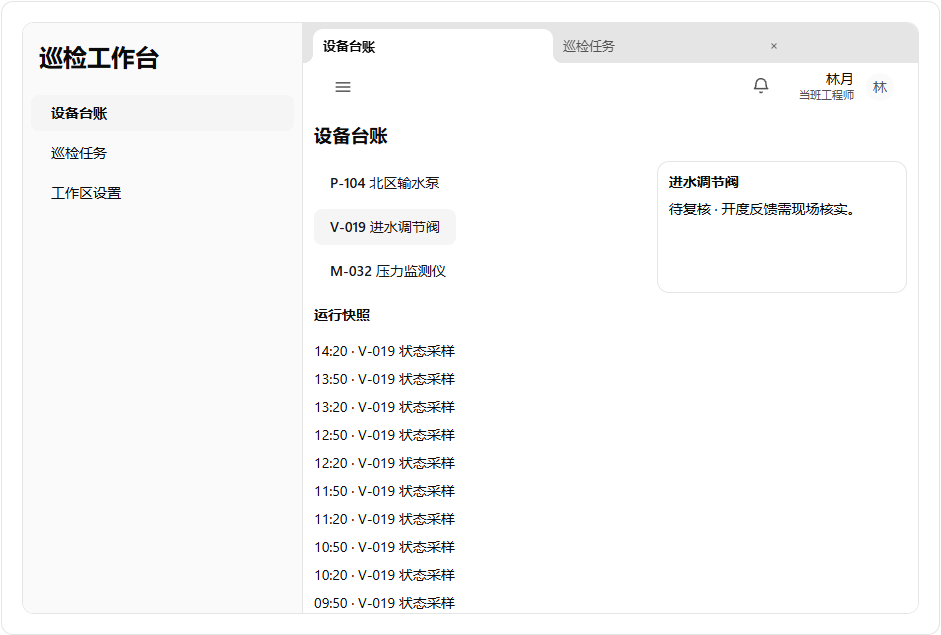 巡检工作台
设备台账
巡检任务
工作区设置
设备台账
巡检任务
×
林月
当班工程师
林
设备台账
P-104 北区输水泵
V-019 进水调节阀
M-032 压力监测仪
进水调节阀
待复核 · 开度反馈需现场核实。
运行快照
14:20 · V-019 状态采样
13:50 · V-019 状态采样
13:20 · V-019 状态采样
12:50 · V-019 状态采样
12:20 · V-019 状态采样
11:50 · V-019 状态采样
11:20 · V-019 状态采样
10:50 · V-019 状态采样
10:20 · V-019 状态采样
09:50 · V-019 状态采样